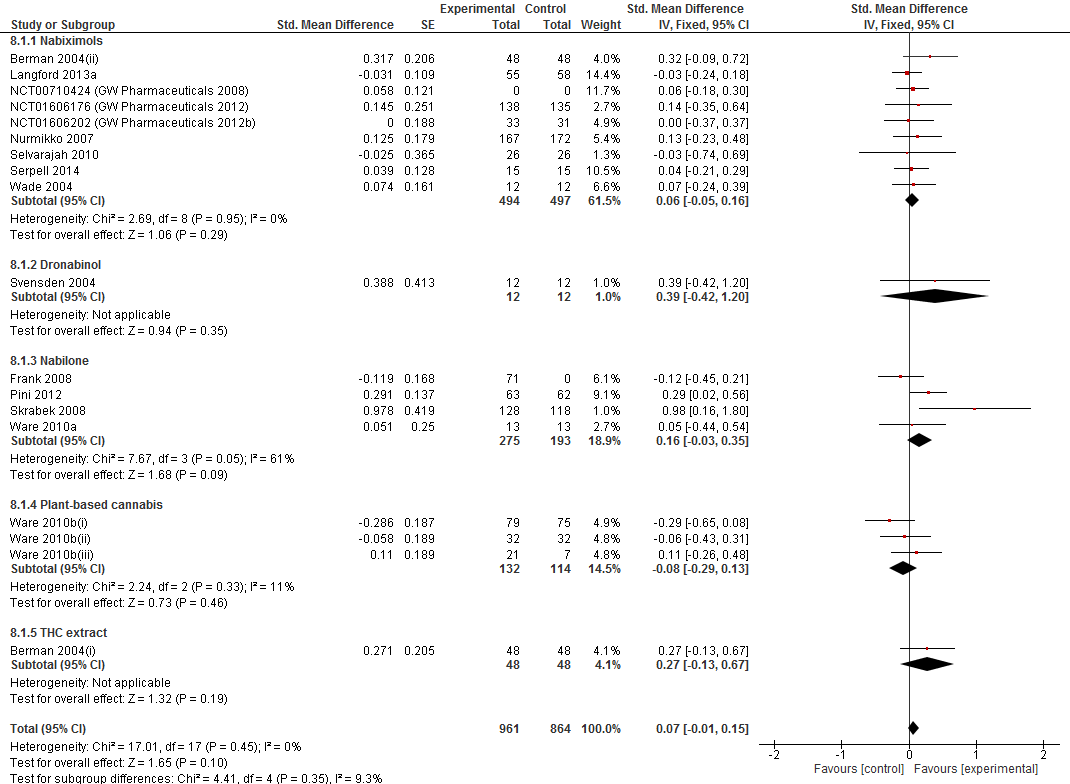 Experimental Control Std. Mean Difference Std. Mean Difference
Study or Subgroup Std. Mean Difference SE Total Total Weight IV, Fixed, 95% CI IV, Fixed, 95% CI
8.1.1 Nabiximols
Berman 2004(ii) 0.317 0.206 48 48 4.0% 0.32 [-0.09, 0.72]
Langford 2013a -0.031 0.109 55 58 14.4% -0.03 [-0.24, 0.18]
NCT00710424 (GW Pharmaceuticals 2008) 0.058 0.121 0 0 11.7% 0.06 [-0.18, 0.30]
NCT01606176 (GW Pharmaceuticals 2012) 0.145 0.251 138 135 2.7% 0.14 [-0.35, 0.64]
NCT01606202 (GW Pharmaceuticals 2012b) 0 0.188 33 31 4.9% 0.00 [-0.37, 0.37]
Nurmikko 2007 0.125 0.179 167 172 5.4% 0.13 [-0.23, 0.48]
Selvarajah 2010 -0.025 0.365 26 26 1.3% -0.03 [-0.74, 0.69]
Serpell 2014 0.039 0.128 15 15 10.5% 0.04 [-0.21, 0.29]
Wade 2004 0.074 0.161 12 12 6.6% 0.07 [-0.24, 0.39]
Subtotal (95% CI) 494 497 61.5% 0.06 [-0.05, 0.16]
Heterogeneity: Chi² = 2.69, df = 8 (P = 0.95); I² = 0%
Test for overall effect: Z = 1.06 (P = 0.29)
8.1.2 Dronabinol
Svensden 2004 0.388 0.413 12 12 1.0% 0.39 [-0.42, 1.20]
Subtotal (95% CI) 12 12 1.0% 0.39 [-0.42, 1.20]
Heterogeneity: Not applicable
Test for overall effect: Z = 0.94 (P = 0.35)
8.1.3 Nabilone
Frank 2008 -0.119 0.168 71 0 6.1% -0.12 [-0.45, 0.21]
Pini 2012 0.291 0.137 63 62 9.1% 0.29 [0.02, 0.56]
Skrabek 2008 0.978 0.419 128 118 1.0% 0.98 [0.16, 1.80]
Ware 2010a 0.051 0.25 13 13 2.7% 0.05 [-0.44, 0.54]
Subtotal (95% CI) 275 193 18.9% 0.16 [-0.03, 0.35]
Heterogeneity: Chi² = 7.67, df = 3 (P = 0.05); I² = 61%
Test for overall effect: Z = 1.68 (P = 0.09)
8.1.4 Plant-based cannabis
Ware 2010b(i) -0.286 0.187 79 75 4.9% -0.29 [-0.65, 0.08]
Ware 2010b(ii) -0.058 0.189 32 32 4.8% -0.06 [-0.43, 0.31]
Ware 2010b(iii) 0.11 0.189 21 7 4.8% 0.11 [-0.26, 0.48]
Subtotal (95% CI) 132 114 14.5% -0.08 [-0.29, 0.13]
Heterogeneity: Chi² = 2.24, df = 2 (P = 0.33); I² = 11%
Test for overall effect: Z = 0.73 (P = 0.46)
8.1.5 THC extract
Berman 2004(i) 0.271 0.205 48 48 4.1% 0.27 [-0.13, 0.67]
Subtotal (95% CI) 48 48 4.1% 0.27 [-0.13, 0.67]
Heterogeneity: Not applicable
Test for overall effect: Z = 1.32 (P = 0.19)
Total (95% CI) 961 864 100.0% 0.07 [-0.01, 0.15]
Heterogeneity: Chi² = 17.01, df = 17 (P = 0.45); I² = 0%
Test for overall effect: Z = 1.65 (P = 0.10)
Test for subgroup differences: Chi² = 4.41, df = 4 (P = 0.35), I² = 9.3%
-2 -1 0 1 2
Favours [control] Favours [experimental]